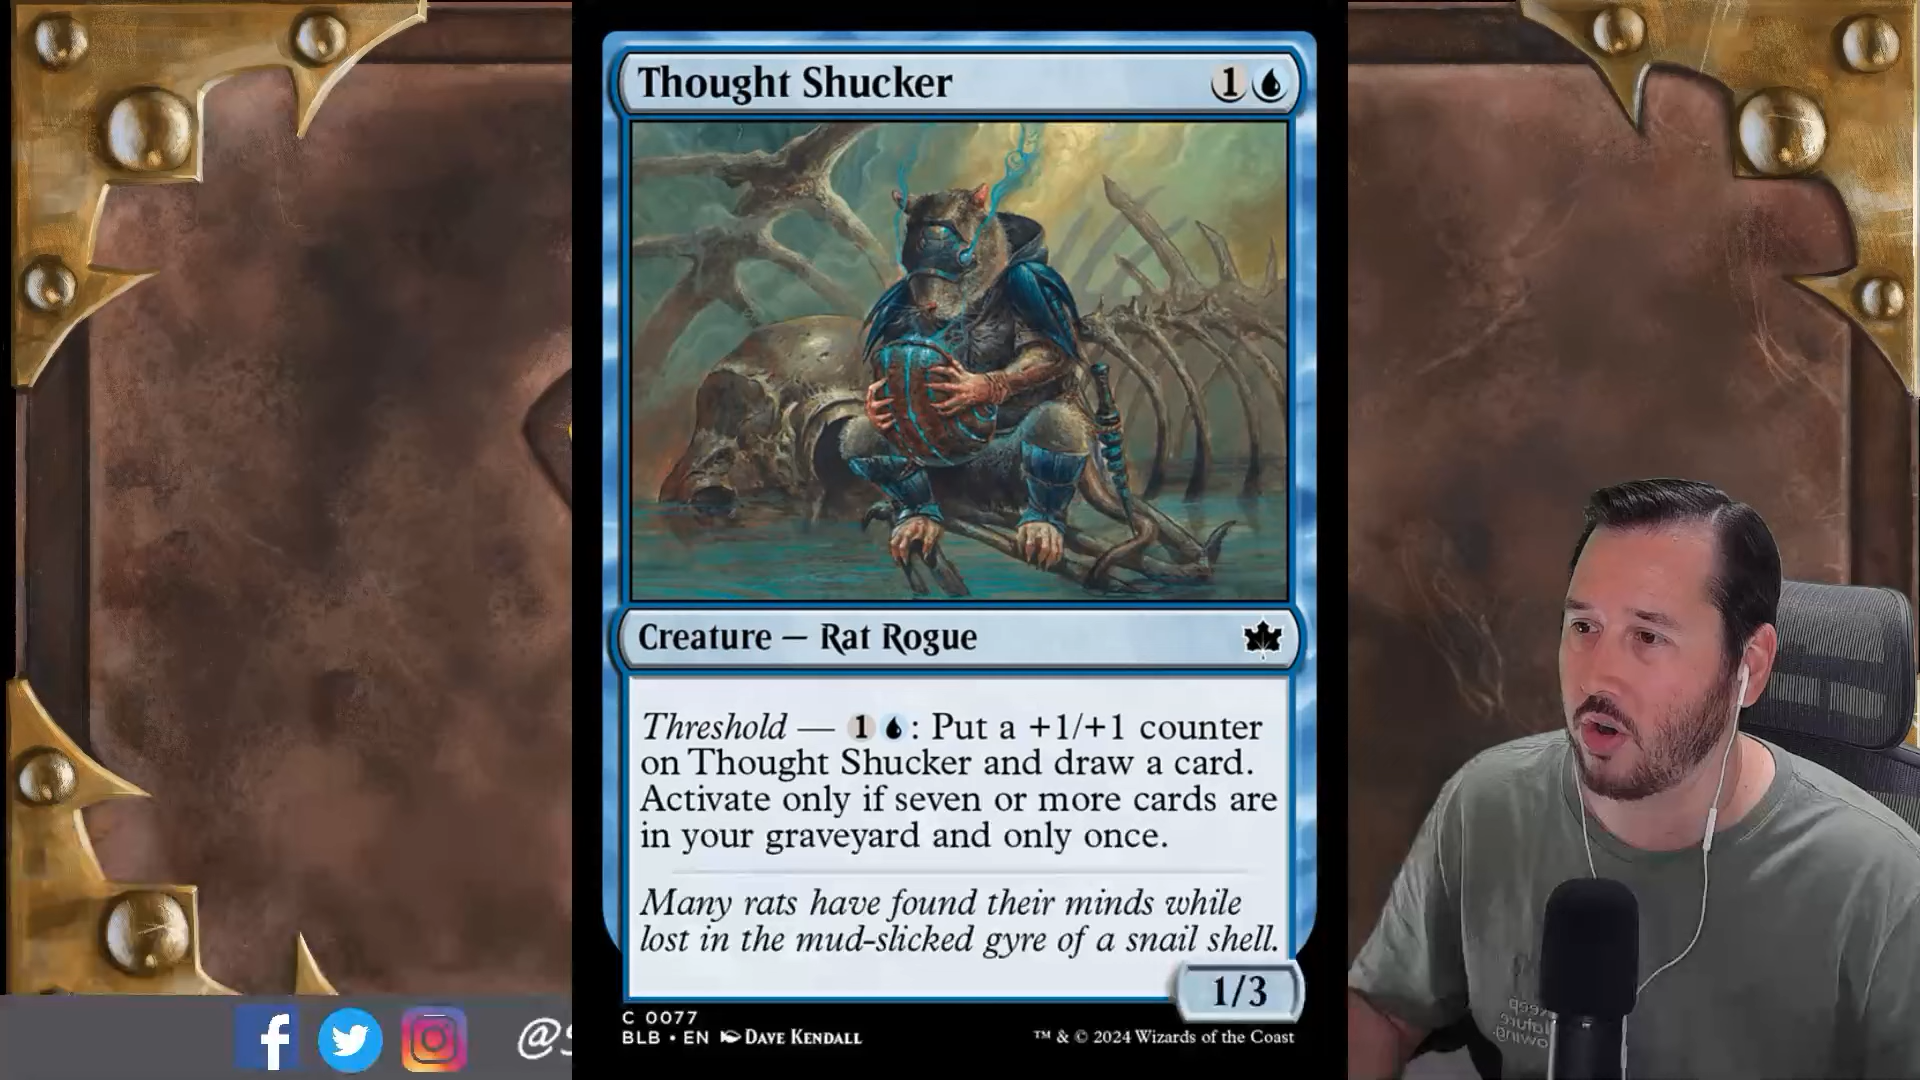 Thought Shucker 1
Creature — Rat Rogue
Threshold — 1 : Put a +1/+1 counter
on Thought Shucker and draw a card.
Activate only if seven or more cards are
in your graveyard and only once.
Many rats have found their minds while
lost in the mud-slicked gyre of a snail shell.
1/3
C 0077
BLB • EN DAVE KENDALL
™ & © 2024 Wizards of the Coast
f
@S